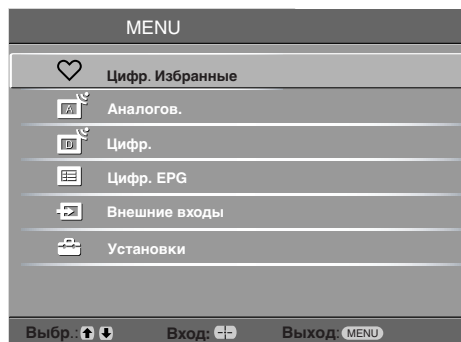 MENU
Цифр. Избранные
Аналогов.
Цифр.
Цифр. EPG
Внешние входы
Установки
Выбр.: Вход: Выход: MENU